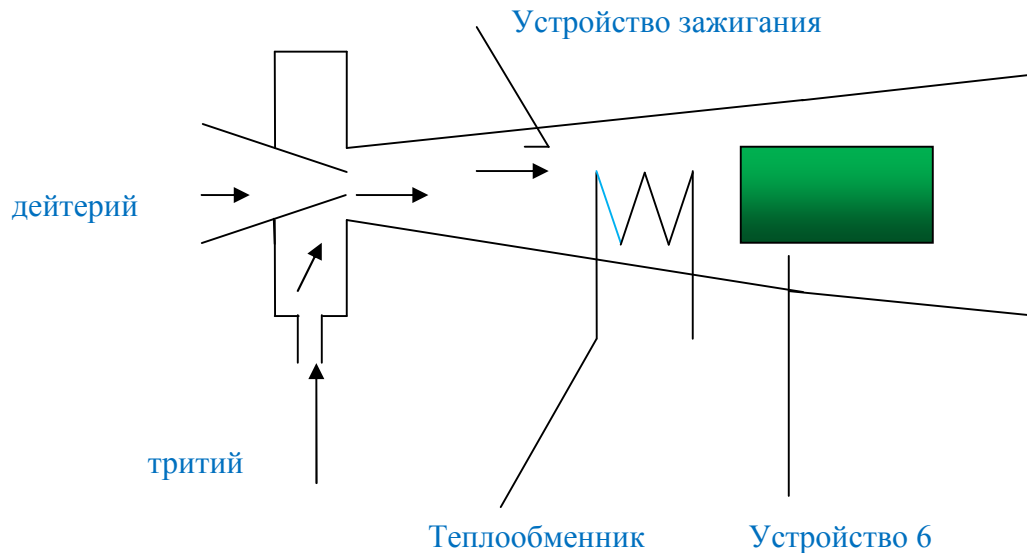 Устройство зажигания
дейтерий
тритий
Теплообменник
Устройство 6